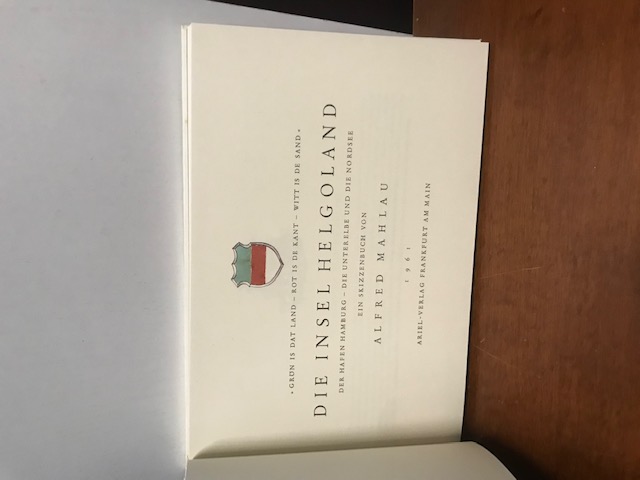 • GRÜN IS DAT LAND – ROT IS DE KANT – WITT IS DE SAND •
DIE INSEL HELGOLAND
DER HAFEN HAMBURG – DIE UNTERELBE UND DIE NORDSEE
EIN SKIZZENBUCH VON
ALFRED MAHLAU
1961
ARIEL-VERLAG FRANKFURT AM MAIN